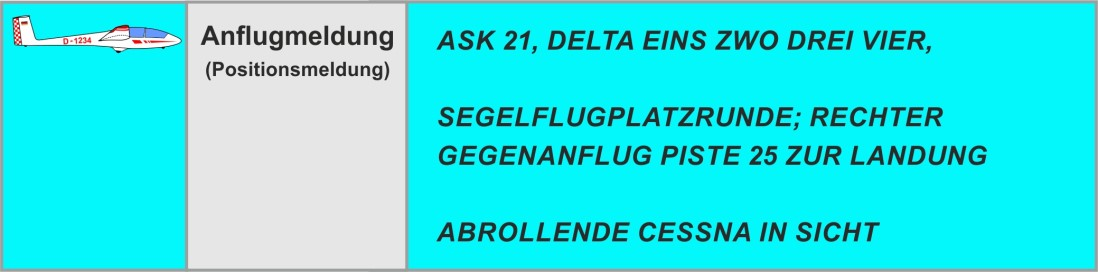 D-1234
Anflugmeldung
(Positionsmeldung)
ASK 21, DELTA EINS ZWO DREI VIER,
SEGELFLUGPLATZRUNDE; RECHTER
GEGENANFLUG PISTE 25 ZUR LANDUNG
ABROLLENDE CESSNA IN SICHT